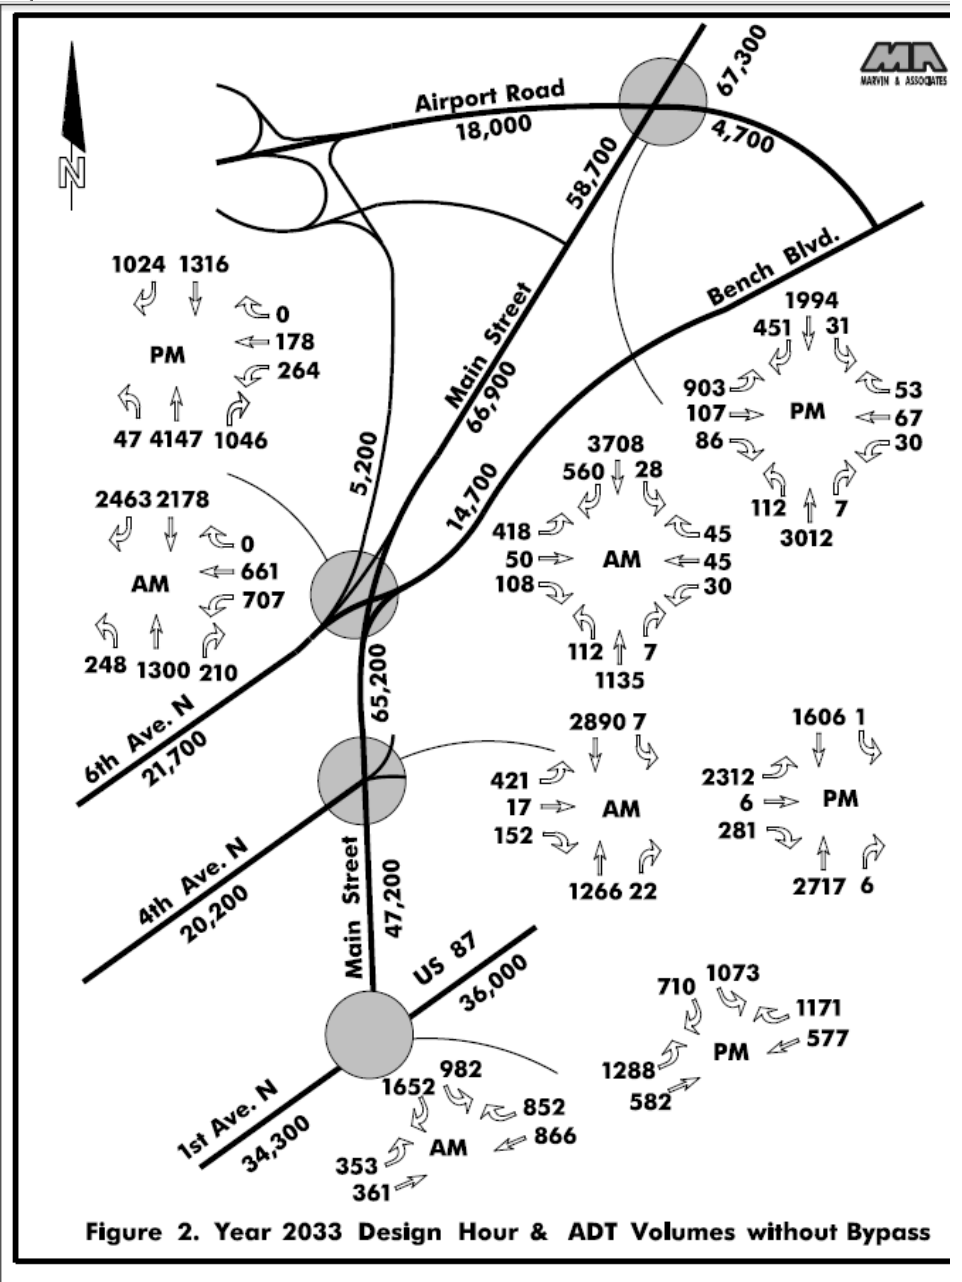 67,300
MA
MARVIN & ASSOCIATES
Airport Road
18,000
4,700
58,700
N
Bench Blvd.
Main Street
66,900
5,200
14,700
1024 1316
0
178
PM
264
47 4147 1046
1994
451 31
903 53
107 PM 67
86 30
112 7
3012
3708
560 28
418 45
50 AM 45
108 30
112 7
1135
2463 2178
0
AM 661
707
248 1300 210
65,200
6th Ave. N
21,700
2890 7
421
17 AM
152
1266 22
1606 1
2312
6 PM
281
2717 6
4th Ave. N
20,200
Main Street
47,200
US 87
36,000
1073
710 1171
PM 577
1288
582
1st Ave. N
34,300
982
1652 852
AM 866
353
361
Figure 2. Year 2033 Design Hour & ADT Volumes without Bypass